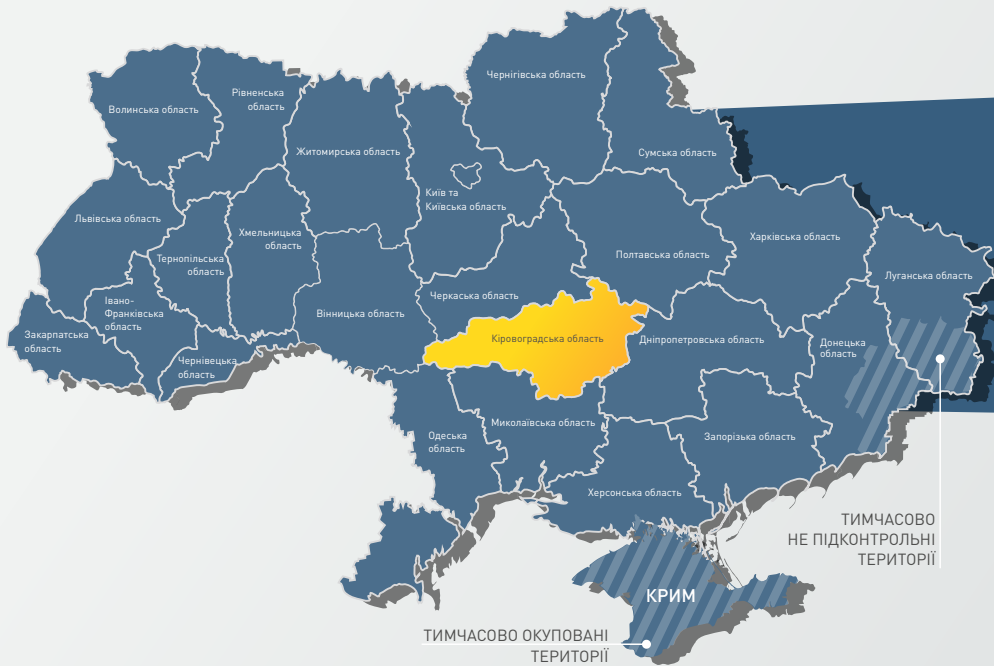 Чернігівська область
Рівненська
область
Волинська область
Житомирська область
Сумська область
Київ та
Київська область
Львівська область
Хмельницька
область
Харківська область
Тернопільська
область
Полтавська область
Луганська область
Івано-
Франківська
область
Черкаська область
Вінницька область
Закарпатська
область
Кіровоградська область
Дніпропетровська область
Донецька
область
Чернівецька
область
Миколаївська область
Одеська
область
Запорізька область
Херсонська область
ТИМЧАСОВО
НЕ ПІДКОНТРОЛЬНІ
ТЕРИТОРІЇ
КРИМ
ТИМЧАСОВО ОКУПОВАНІ
ТЕРИТОРІЇ